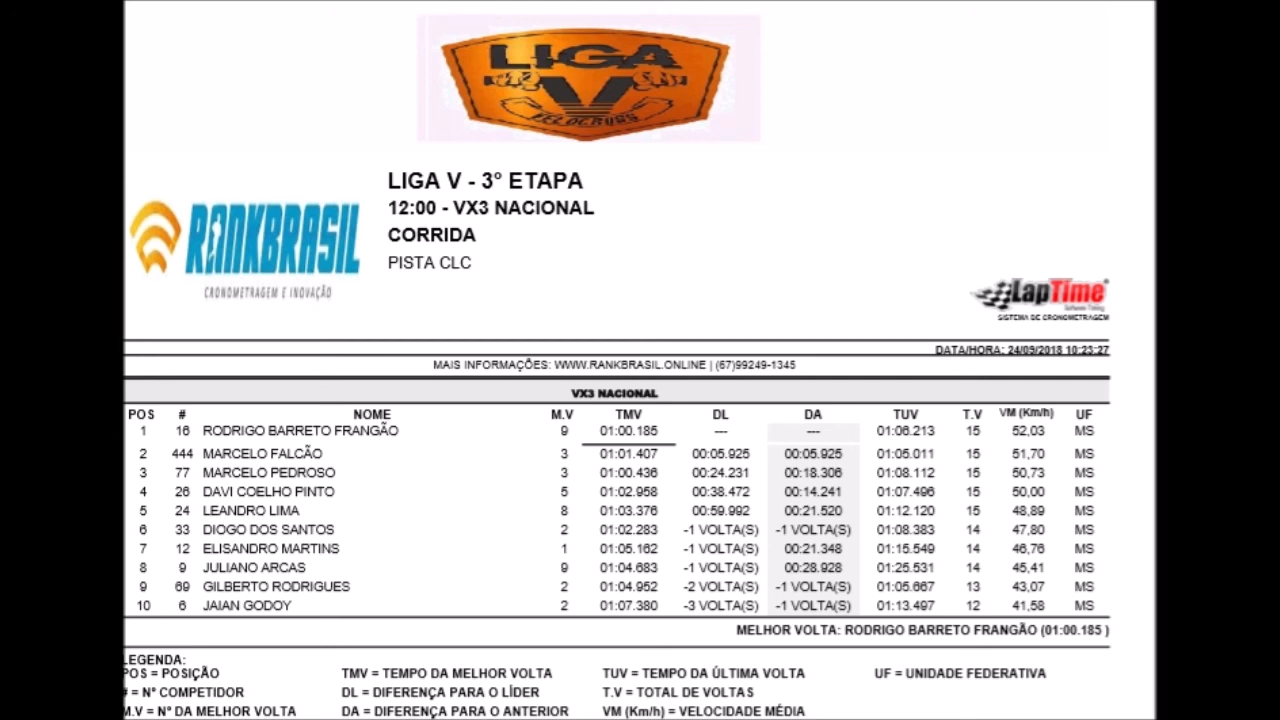 LIGA
V
VELOCROSS
LIGA V - 3° ETAPA
12:00 - VX3 NACIONAL
CORRIDA
PISTA CLC
RANKBRASIL
CRONOMETRAGEM E INOVAÇÃO
LapTime
SISTEMA DE CRONOMETRAGEM
DATA/HORA: 24/09/2018 10:23:27
MAIS INFORMAÇÕES: WWW.RANKBRASIL.ONLINE | (67)99249-1345
VX3 NACIONAL
POS # NOME M.V TMV DL DA TUV T.V VM (Km/h) UF
1 16 RODRIGO BARRETO FRANGÃO 9 01:00.185 --- --- 01:06.213 15 52,03 MS
2 444 MARCELO FALCÃO 3 01:01.407 00:05.925 00:05.925 01:05.011 15 51,70 MS
3 77 MARCELO PEDROSO 3 01:00.436 00:24.231 00:18.306 01:08.112 15 50,73 MS
4 26 DAVI COELHO PINTO 5 01:02.958 00:38.472 00:14.241 01:07.496 15 50,00 MS
5 24 LEANDRO LIMA 8 01:03.376 00:59.992 00:21.520 01:12.120 15 48,89 MS
6 33 DIOGO DOS SANTOS 2 01:02.283 -1 VOLTA(S) -1 VOLTA(S) 01:08.383 14 47,80 MS
7 12 ELISANDRO MARTINS 1 01:05.162 -1 VOLTA(S) 00:21.348 01:15.549 14 46,76 MS
8 9 JULIANO ARCAS 9 01:04.683 -1 VOLTA(S) 00:28.928 01:25.531 14 45,41 MS
9 69 GILBERTO RODRIGUES 2 01:04.952 -2 VOLTA(S) -1 VOLTA(S) 01:05.667 13 43,07 MS
10 6 JAIAN GODOY 2 01:07.380 -3 VOLTA(S) -1 VOLTA(S) 01:13.497 12 41,58 MS
MELHOR VOLTA: RODRIGO BARRETO FRANGÃO (01:00.185 )
LEGENDA:
POS = POSIÇÃO TMV = TEMPO DA MELHOR VOLTA TUV = TEMPO DA ÚLTIMA VOLTA UF = UNIDADE FEDERATIVA
# = Nº COMPETIDOR DL = DIFERENÇA PARA O LÍDER T.V = TOTAL DE VOLTAS
M.V = Nº DA MELHOR VOLTA DA = DIFERENÇA PARA O ANTERIOR VM (Km/h) = VELOCIDADE MÉDIA